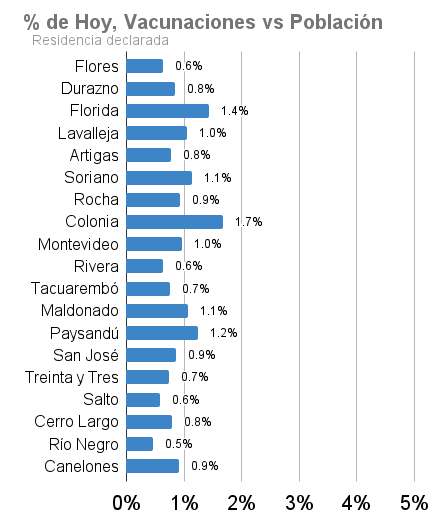 % de Hoy, Vacunaciones vs Población
Residencia declarada
Flores 0.6%
Durazno 0.8%
Florida 1.4%
Lavalleja 1.0%
Artigas 0.8%
Soriano 1.1%
Rocha 0.9%
Colonia 1.7%
Montevideo 1.0%
Rivera 0.6%
Tacuarembó 0.7%
Maldonado 1.1%
Paysandú 1.2%
San José 0.9%
Treinta y Tres 0.7%
Salto 0.6%
Cerro Largo 0.8%
Río Negro 0.5%
Canelones 0.9%
0% 1% 2% 3% 4% 5%